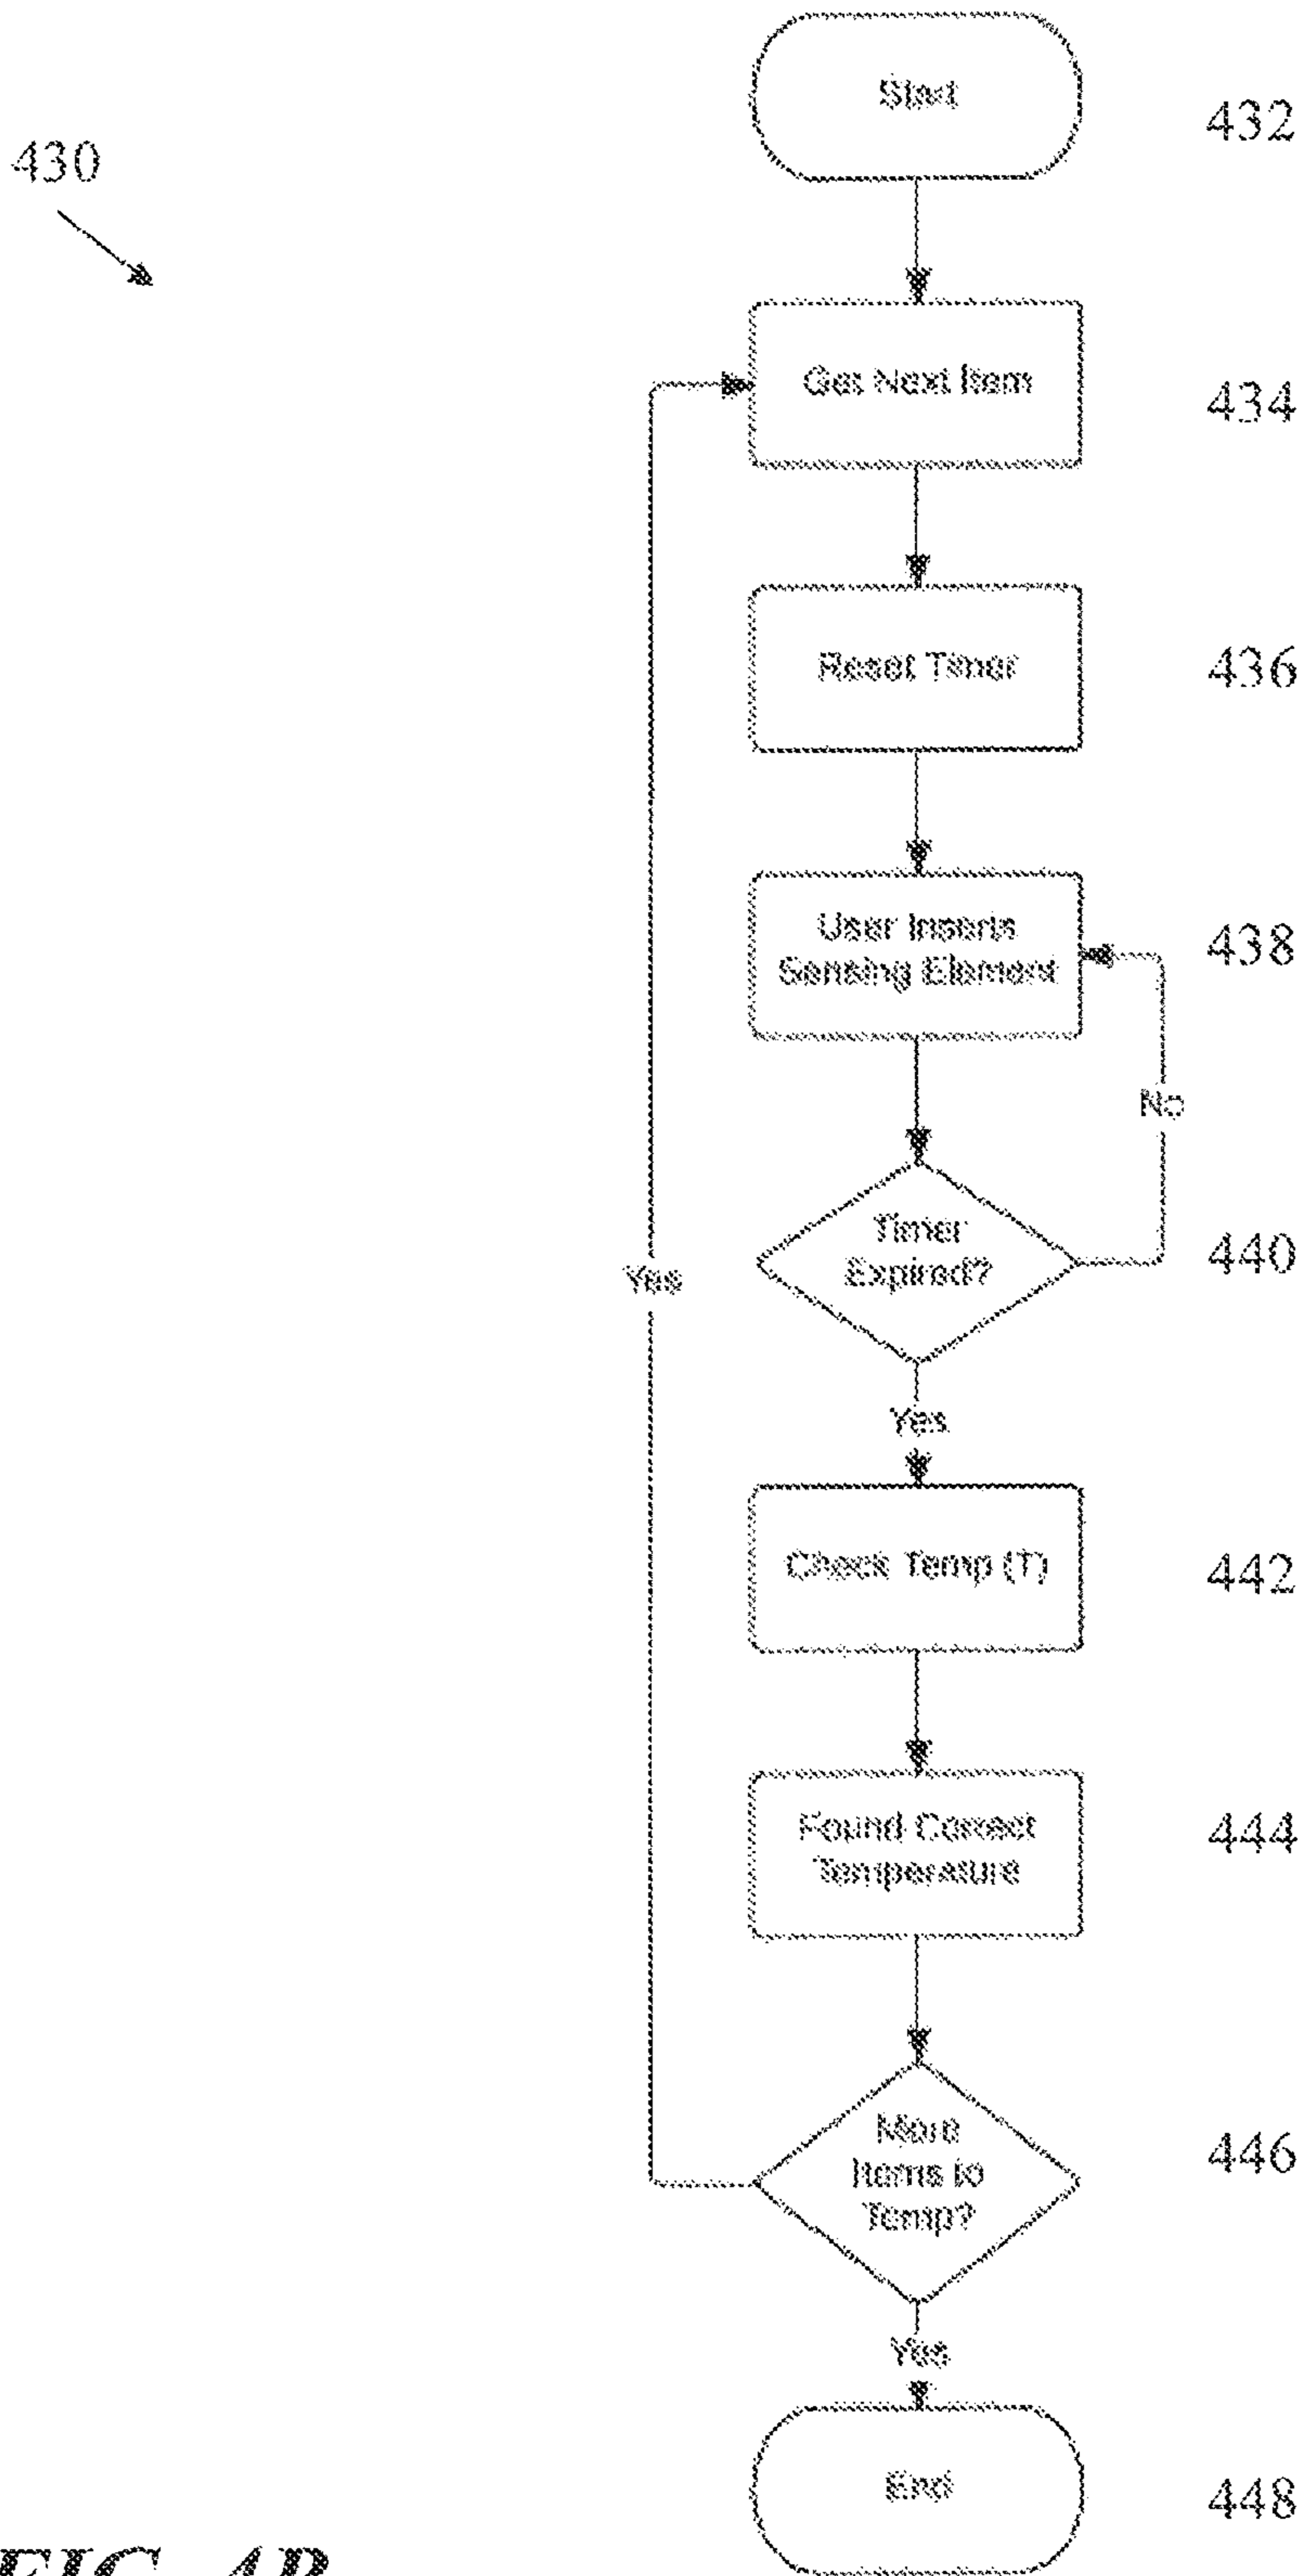 Start
432
430
Get Next Item
434
Reset Timer
436
User Inserts
Sensing Element
438
No
Timer
Expired?
440
Yes
Yes
Check Temp (T)
442
Found Correct
Temperature
444
More
Items to
Temp?
446
Yes
End
448
FIG. 4B